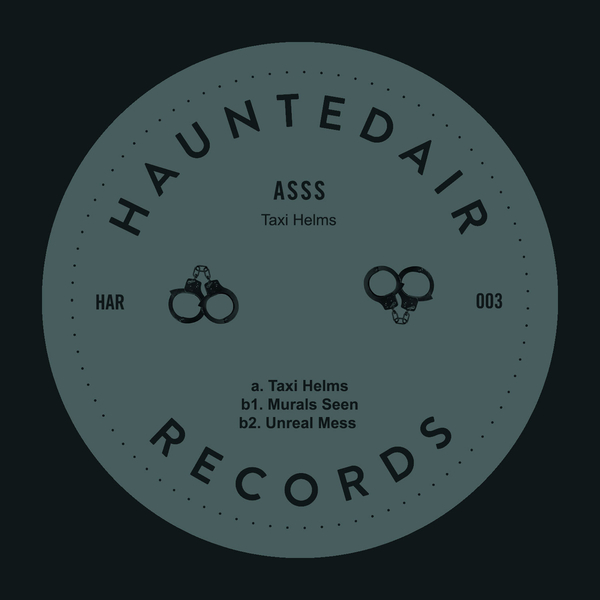 HAUNTEDAIR
ASSS
Taxi Helms
HAR
003
a. Taxi Helms
b1. Murals Seen
b2. Unreal Mess
RECORDS